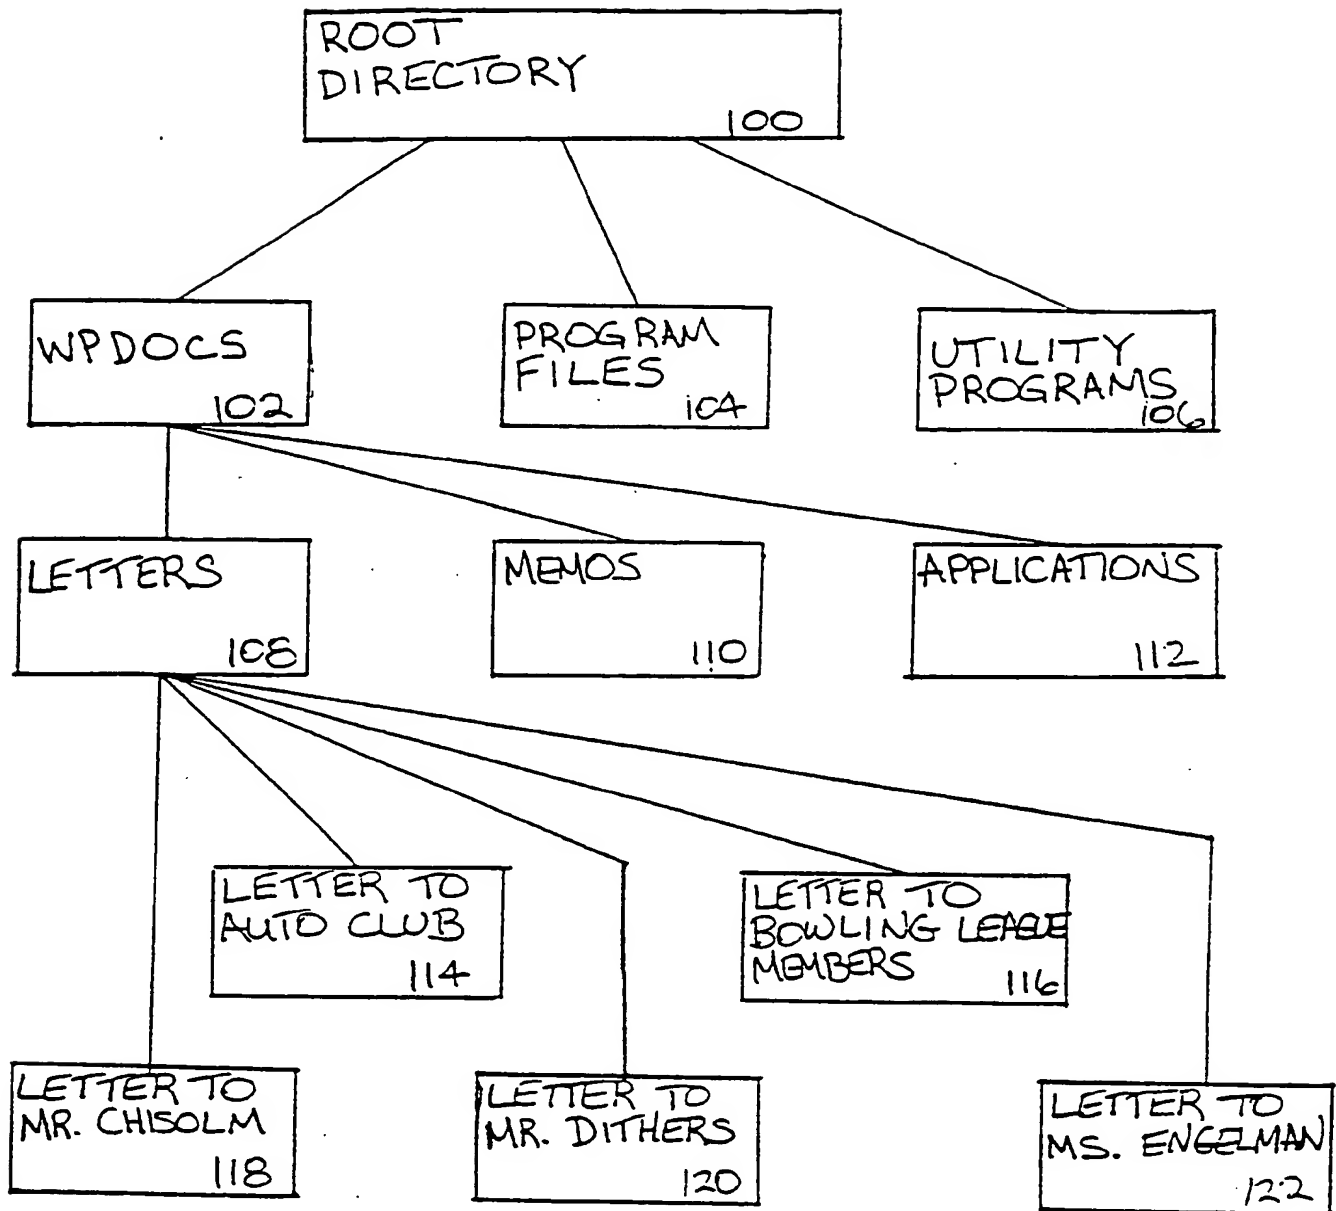 ROOT
DIRECTORY
100
WPDOCS
102
PROGRAM
FILES
104
UTILITY
PROGRAMS
106
LETTERS
108
MEMOS
110
APPLICATIONS
112
LETTER TO
AUTO CLUB
114
LETTER TO
BOWLING LEAGUE
MEMBERS
116
LETTER TO
MR. CHISOLM
118
LETTER TO
MR. DITHERS
120
LETTER TO
MS. ENGELMAN
122